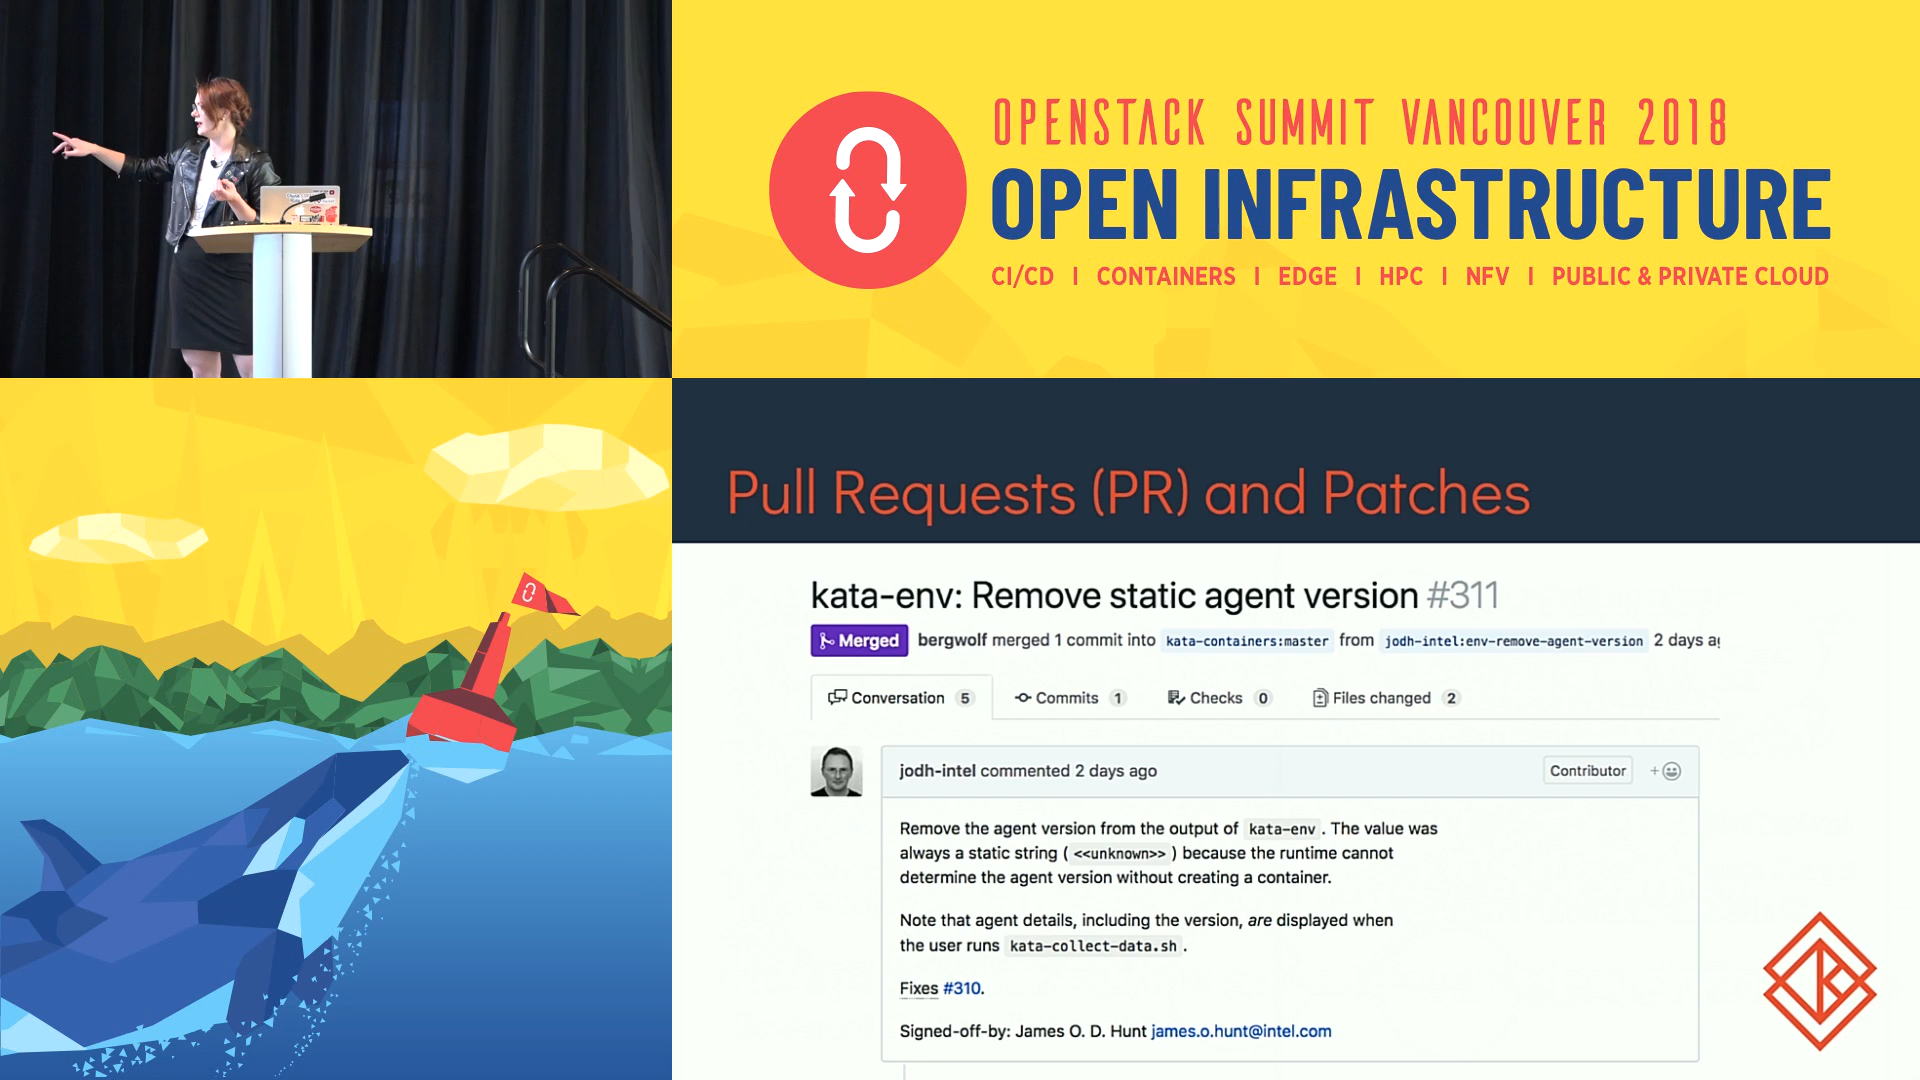 OPENSTACK SUMMIT VANCOUVER 2018
OPEN INFRASTRUCTURE
CI/CD I CONTAINERS I EDGE I HPC I NFV I PUBLIC & PRIVATE CLOUD
Pull Requests (PR) and Patches
kata-env: Remove static agent version #311
Merged bergwolf merged 1 commit into kata-containers:master from jodh-intel:env-remove-agent-version 2 days
Conversation 5 Commits 1 Checks 0 Files changed 2
jodh-intel commented 2 days ago Contributor +
Remove the agent version from the output of kata-env . The value was
always a static string ( <<unknown>> ) because the runtime cannot
determine the agent version without creating a container.
Note that agent details, including the version, are displayed when
the user runs kata-collect-data.sh .
Fixes #310.
Signed-off-by: James O. D. Hunt james.o.hunt@intel.com